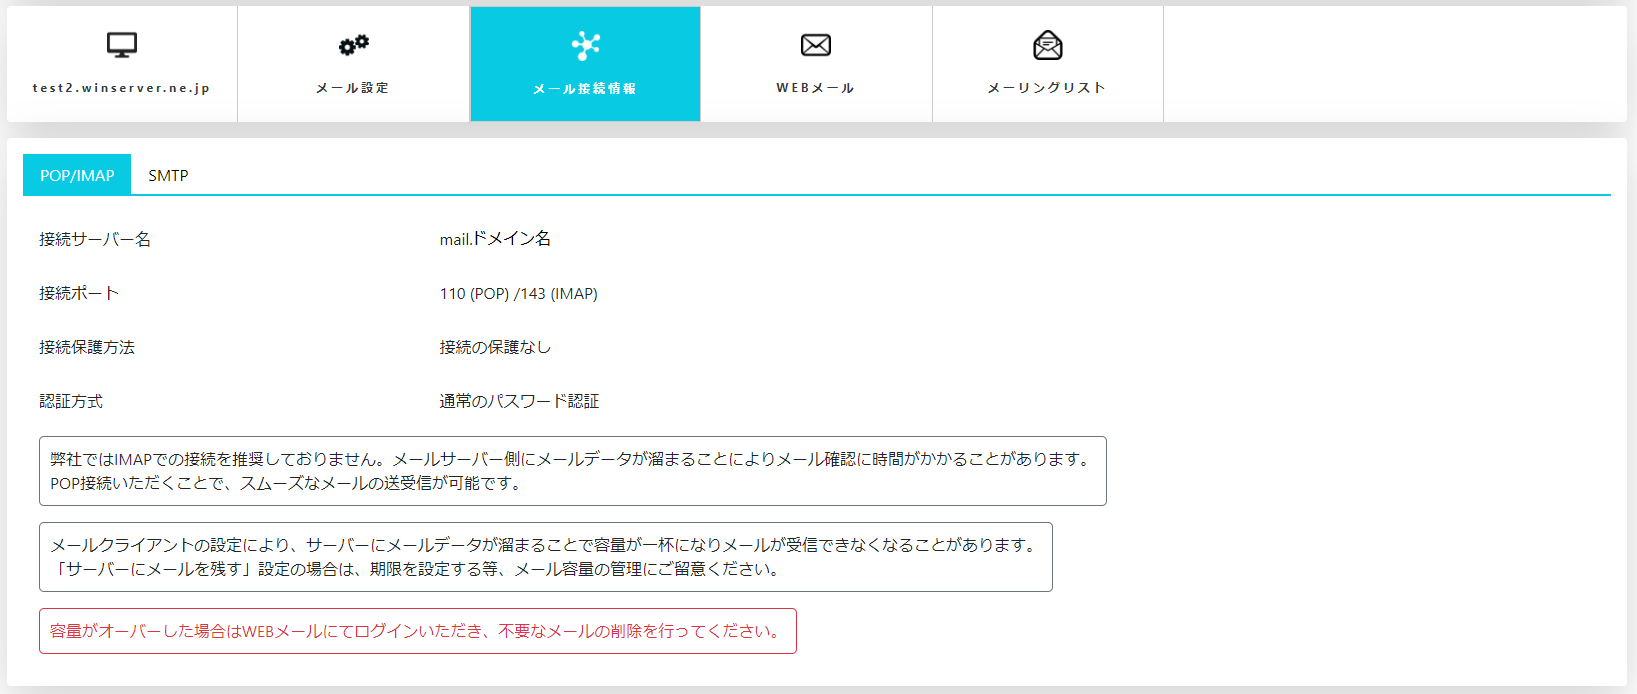 test2.winserver.ne.jp
メール設定
メール接続情報
WEBメール
メーリングリスト
POP/IMAP
SMTP
接続サーバー名
mail.ドメイン名
接続ポート
110 (POP) /143 (IMAP)
接続保護方法
接続の保護なし
認証方式
通常のパスワード認証
弊社ではIMAPでの接続を推奨しておりません。メールサーバー側にメールデータが溜まることによりメール確認に時間がかかることがあります。
POP接続いただくことで、スムーズなメールの送受信が可能です。
メールクライアントの設定により、サーバーにメールデータが溜まることで容量が一杯になりメールが受信できなくなることがあります。
「サーバーにメールを残す」設定の場合は、期限を設定する等、メール容量の管理にご留意ください。
容量がオーバーした場合はWEBメールにてログインいただき、不要なメールの削除を行ってください。